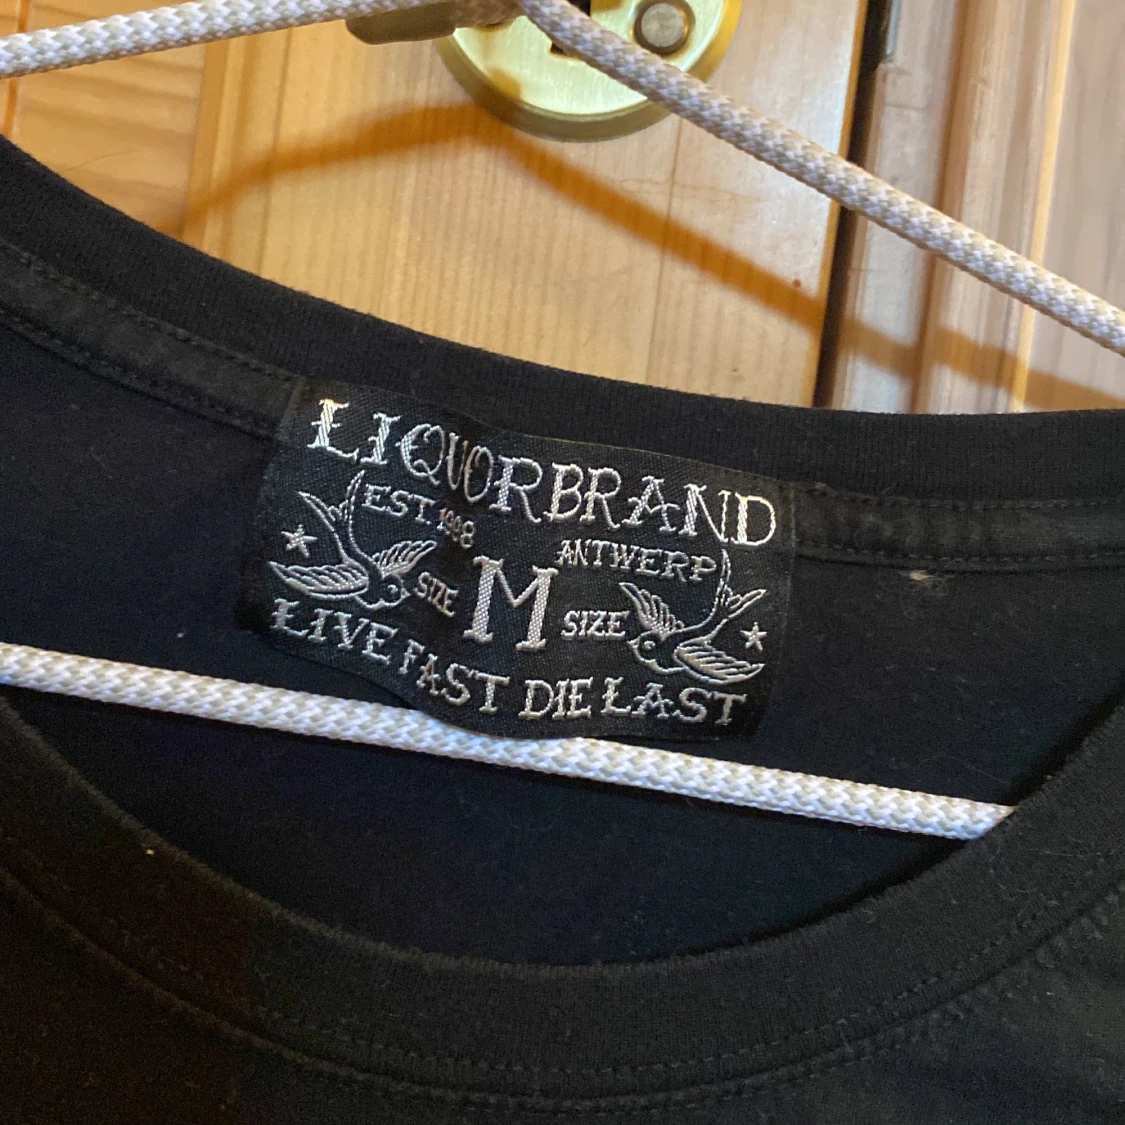 LIQUORBRAND
EST. 1998 ANTWERP
SIZE M SIZE
LIVE FAST DIE LAST